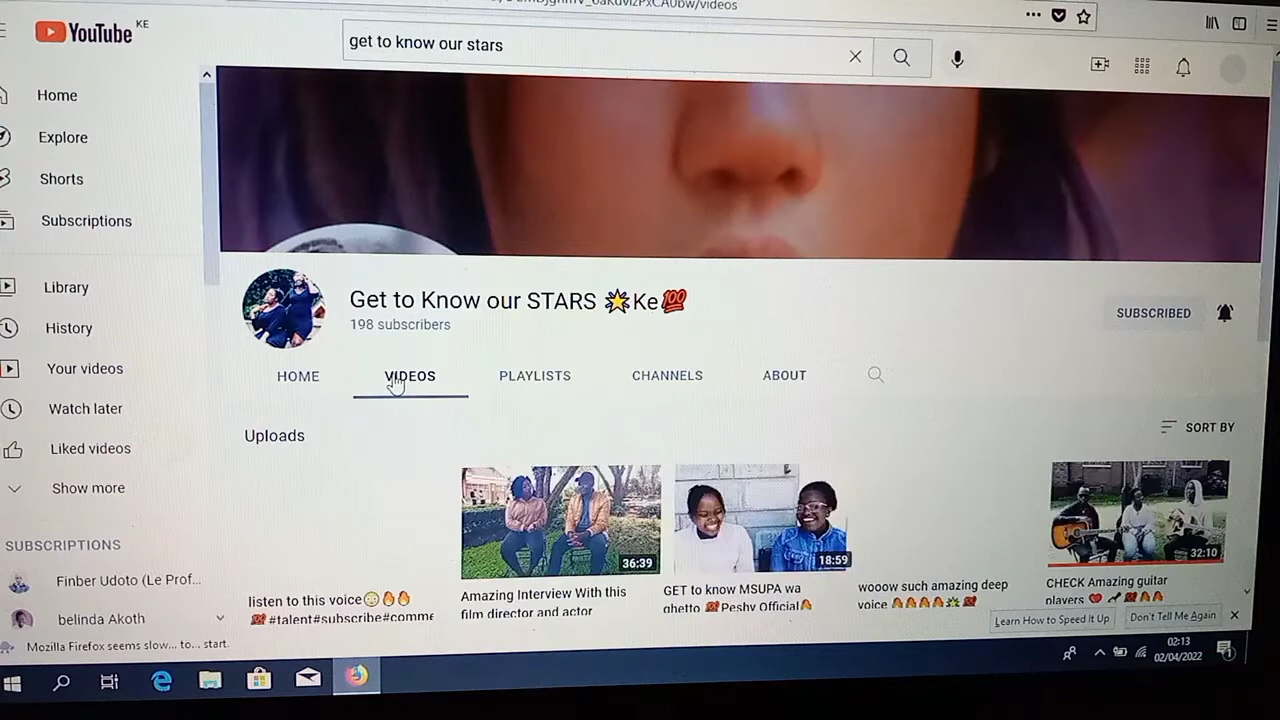 /videos
YouTube KE
get to know our stars
Home
Explore
Shorts
Subscriptions
Library
History
Your videos
Watch later
Liked videos
Show more
SUBSCRIPTIONS
Finber Udoto (Le Prof...
belinda Akoth
Get to Know our STARS 🌟Ke💯
198 subscribers
SUBSCRIBED
HOME
VIDEOS
PLAYLISTS
CHANNELS
ABOUT
Uploads
SORT BY
listen to this voice😳🔥🔥
💯#talent#subscribe#comme
36:39
Amazing Interview With this
film director and actor
18:59
GET to know MSUPA wa
ghetto 💯Peshy Official🔥
wooow such amazing deep
voice 🔥🔥🔥🔥🌟💯
32:10
CHECK Amazing guitar
players ❤️🎸💯🔥🔥
Mozilla Firefox seems slow... to... start.
Learn How to Speed It Up
Don't Tell Me Again
02:13
02/04/2022
1